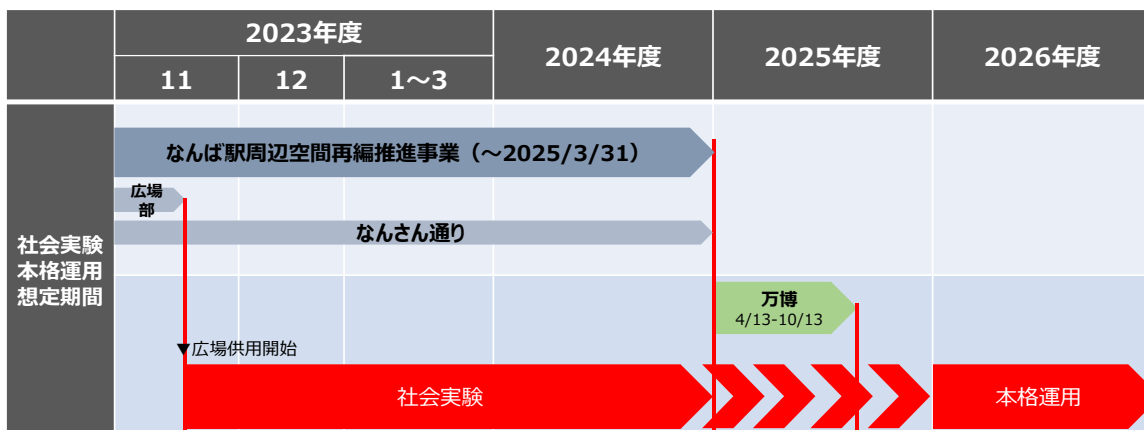 2023年度
2024年度
2025年度
2026年度
11
12
1～3
社会実験
本格運用
想定期間
なんば駅周辺空間再編推進事業（～2025/3/31）
広場
部
なんさん通り
万博
4/13-10/13
▼広場供用開始
社会実験
本格運用